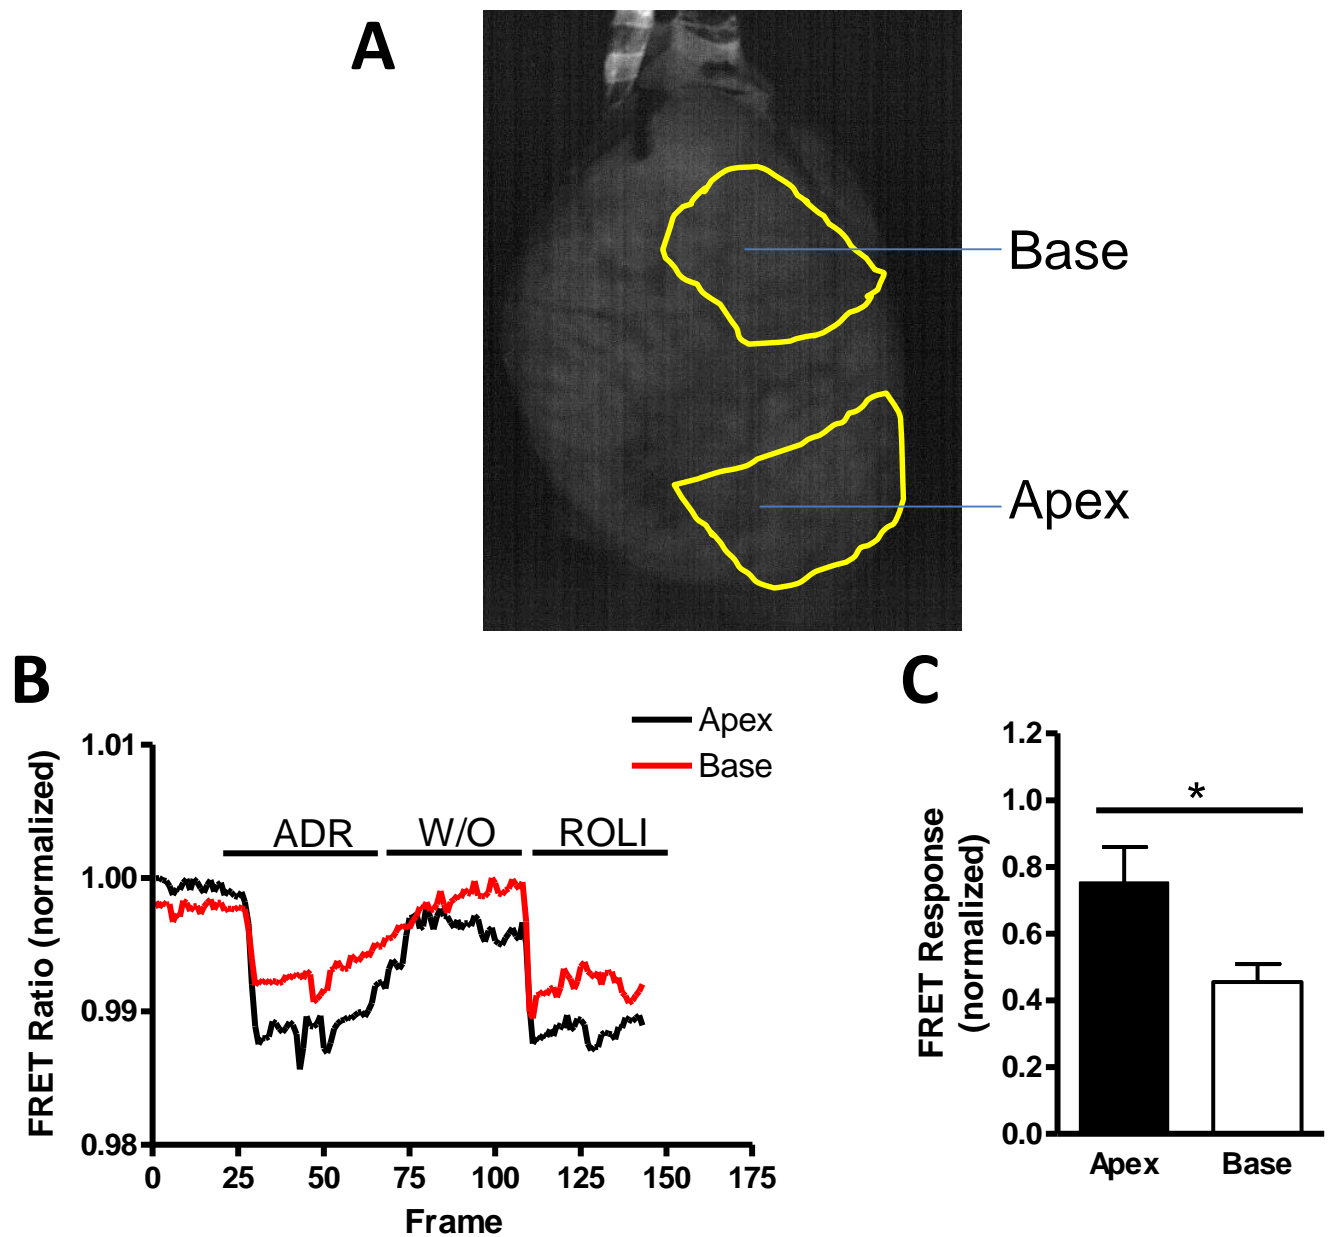 A
Base
Apex
B
Apex
Base
FRET Ratio (normalized)
1.01
1.00
0.99
0.98
ADR
W/O
ROLI
0
25
50
75
100
125
150
175
Frame
C
FRET Response
(normalized)
1.2
1.0
0.8
0.6
0.4
0.2
0.0
*
Apex
Base